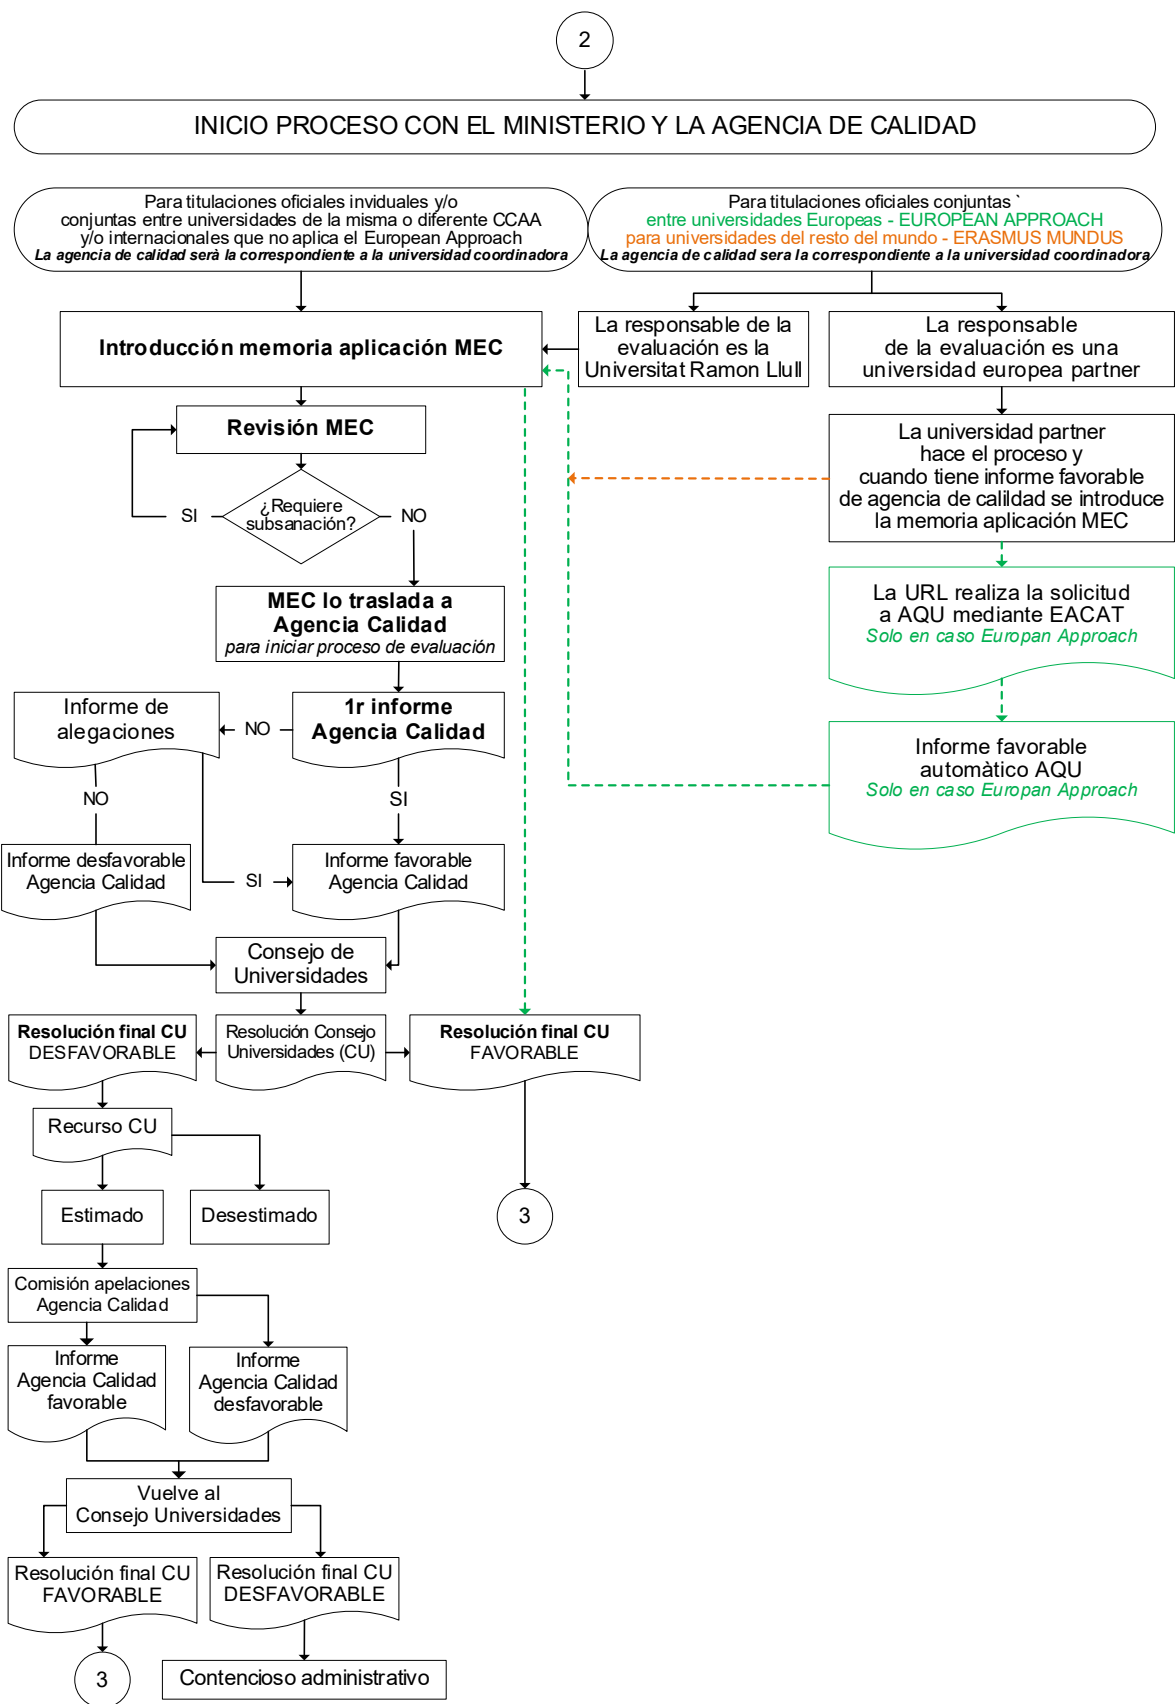 2
INICIO PROCESO CON EL MINISTERIO Y LA AGENCIA DE CALIDAD
Para titulaciones oficiales inviduales y/o
conjuntas entre universidades de la misma o diferente CCAA
y/o internacionales que no aplica el European Approach
La agencia de calidad serà la correspondiente a la universidad coordinadora
Para titulaciones oficiales conjuntas `
entre universidades Europeas - EUROPEAN APPROACH
para universidades del resto del mundo - ERASMUS MUNDUS
La agencia de calidad sera la correspondiente a la universidad coordinadora
Introducción memoria aplicación MEC
La responsable de la
evaluación es la
Universitat Ramon Llull
La responsable
de la evaluación es una
universidad europea partner
Revisión MEC
La universidad partner
hace el proceso y
cuando tiene informe favorable
de agencia de calildad se introduce
la memoria aplicación MEC
¿Requiere
subsanación?
SI
NO
MEC lo traslada a
Agencia Calidad
para iniciar proceso de evaluación
La URL realiza la solicitud
a AQU mediante EACAT
Solo en caso Europan Approach
Informe de
alegaciones
NO
1r informe
Agencia Calidad
Informe favorable
automàtico AQU
Solo en caso Europan Approach
NO
SI
Informe desfavorable
Agencia Calidad
SI
Informe favorable
Agencia Calidad
Consejo de
Universidades
Resolución final CU
DESFAVORABLE
Resolución Consejo
Universidades (CU)
Resolución final CU
FAVORABLE
Recurso CU
Estimado
Desestimado
3
Comisión apelaciones
Agencia Calidad
Informe
Agencia Calidad
favorable
Informe
Agencia Calidad
desfavorable
Vuelve al
Consejo Universidades
Resolución final CU
FAVORABLE
Resolución final CU
DESFAVORABLE
3
Contencioso administrativo